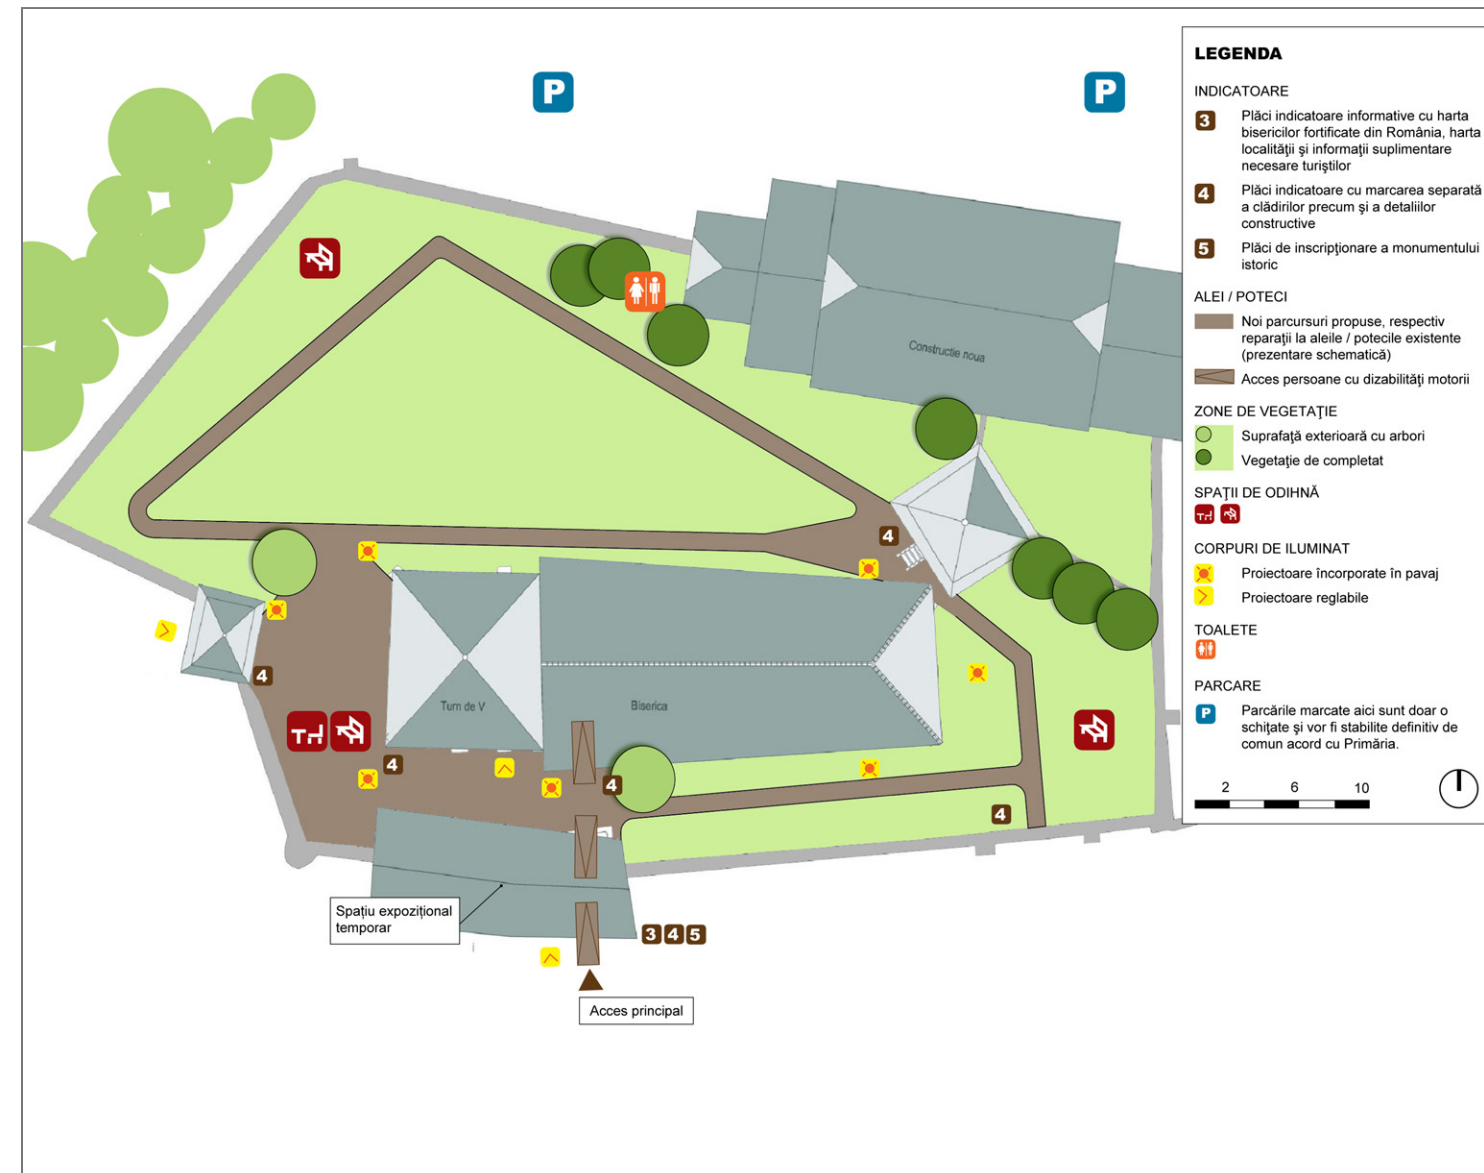 P
P
LEGENDA
INDICATOARE
3
Plăci indicatoare informative cu harta
bisericilor fortificate din România, harta
localităţii şi informaţii suplimentare
necesare turiştilor
4
Plăci indicatoare cu marcarea separată
a clădirilor precum şi a detaliilor
constructive
5
Plăci de inscripţionare a monumentului
istoric
ALEI / POTECI
Noi parcursuri propuse, respectiv
reparaţii la aleile / potecile existente
(prezentare schematică)
Acces persoane cu dizabilităţi motorii
ZONE DE VEGETAŢIE
Suprafaţă exterioară cu arbori
Vegetaţie de completat
SPAŢII DE ODIHNĂ
CORPURI DE ILUMINAT
Proiectoare încorporate în pavaj
Proiectoare reglabile
TOALETE
PARCARE
P
Parcările marcate aici sunt doar o
schiţate şi vor fi stabilite definitiv de
comun acord cu Primăria.
2 6 10
Constructie noua
4
4
Turn de V
Biserica
4
4
4
Spațiu expozițional
temporar
3 4 5
Acces principal